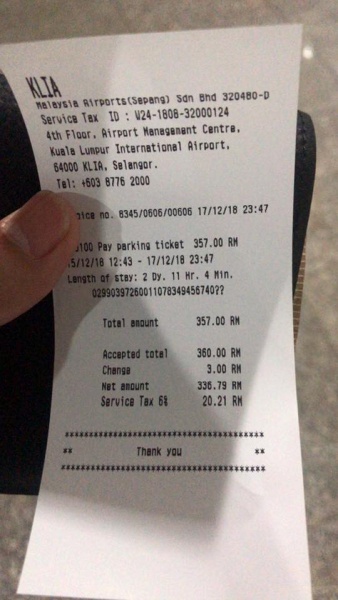 KLIA
Malaysia Airports(Sepang) Sdn Bhd 320480-D
Service Tax ID : W24-1808-32000124
4th Floor, Airport Management Centre,
Kuala Lumpur International Airport,
64000 KLIA, Selangor.
Tel: +603 8776 2000
oice no. 8345/0606/00606 17/12/18 23:47
0100 Pay parking ticket 357.00 RM
5/12/18 12:43 - 17/12/18 23:47
Length of stay: 2 Dy. 11 Hr. 4 Min.
02990397260011078349456740??
Total amount 357.00 RM
Accepted total 360.00 RM
Change 3.00 RM
Net amount 336.79 RM
Service Tax 6% 20.21 RM
****************************************
** Thank you **
****************************************